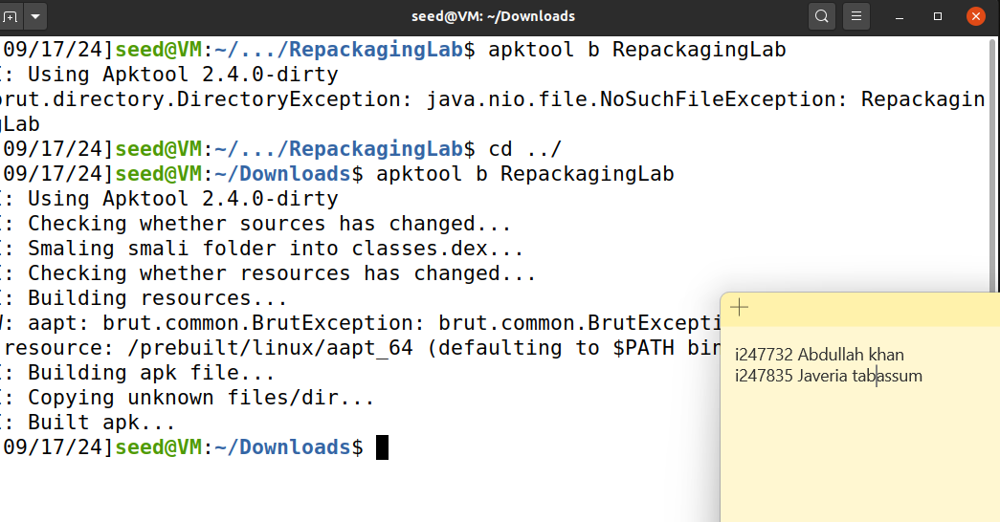 seed@VM: ~/Downloads
09/17/24]seed@VM:~/.../RepackagingLab$ apktool b RepackagingLab
: Using Apktool 2.4.0-dirty
brut.directory.DirectoryException: java.nio.file.NoSuchFileException: Repackagin
gLab
09/17/24]seed@VM:~/.../RepackagingLab$ cd ../
09/17/24]seed@VM:~/Downloads$ apktool b RepackagingLab
: Using Apktool 2.4.0-dirty
: Checking whether sources has changed...
: Smaling smali folder into classes.dex...
: Checking whether resources has changed...
: Building resources...
W: aapt: brut.common.BrutException: brut.common.BrutExcepti
resource: /prebuilt/linux/aapt_64 (defaulting to $PATH bin
: Building apk file...
: Copying unknown files/dir...
: Built apk...
09/17/24]seed@VM:~/Downloads$
i247732 Abdullah khan
i247835 Javeria tabassum